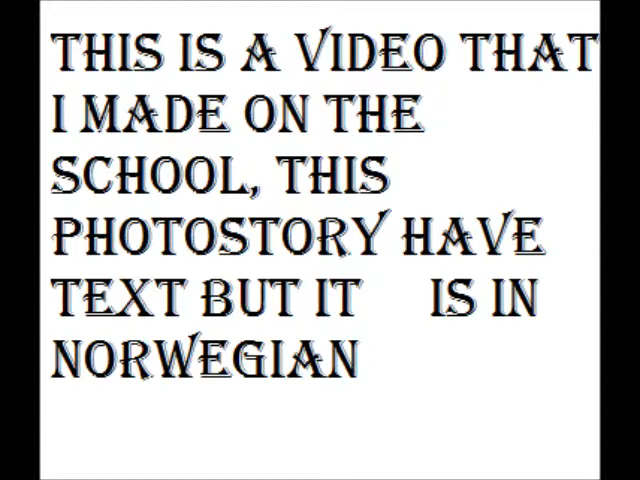 THIS IS A VIDEO THAT
I MADE ON THE
SCHOOL, THIS
PHOTOSTORY HAVE
TEXT BUT IT IS IN
NORWEGIAN